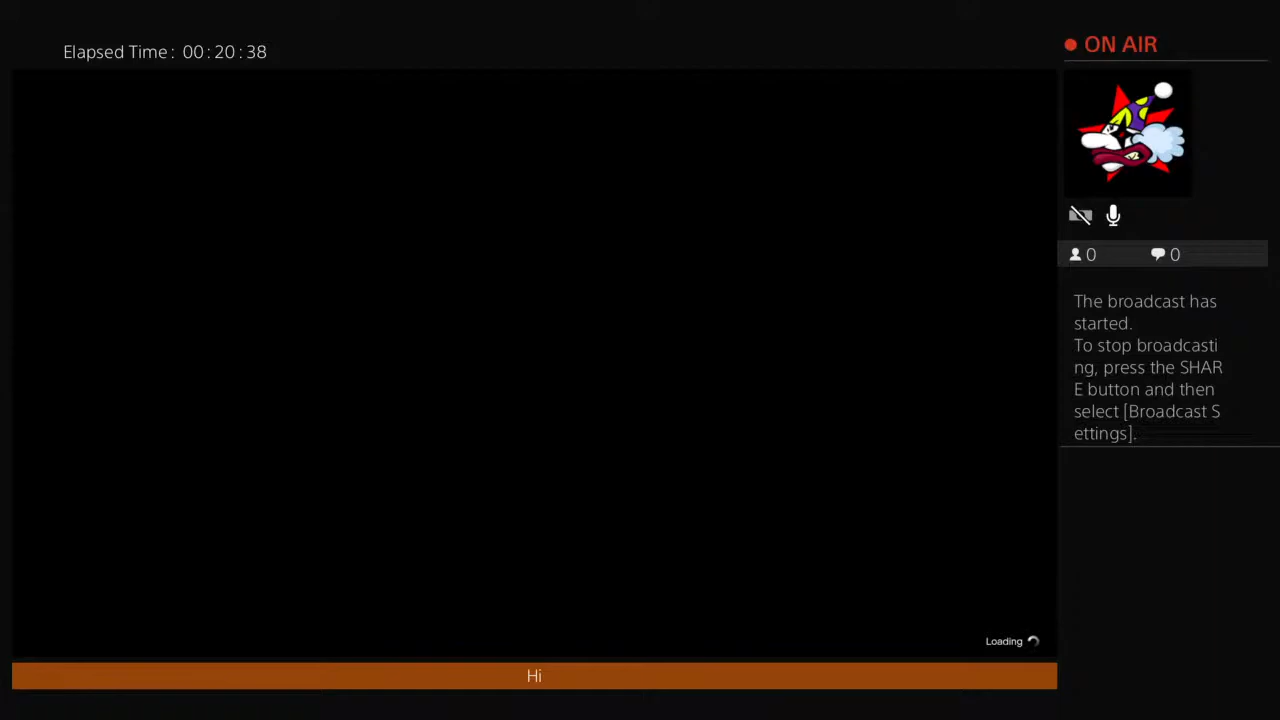 Elapsed Time: 00:20:38
ON AIR
0 0
The broadcast has
started.
To stop broadcasti
ng, press the SHAR
E button and then
select [Broadcast S
ettings].
Loading
Hi